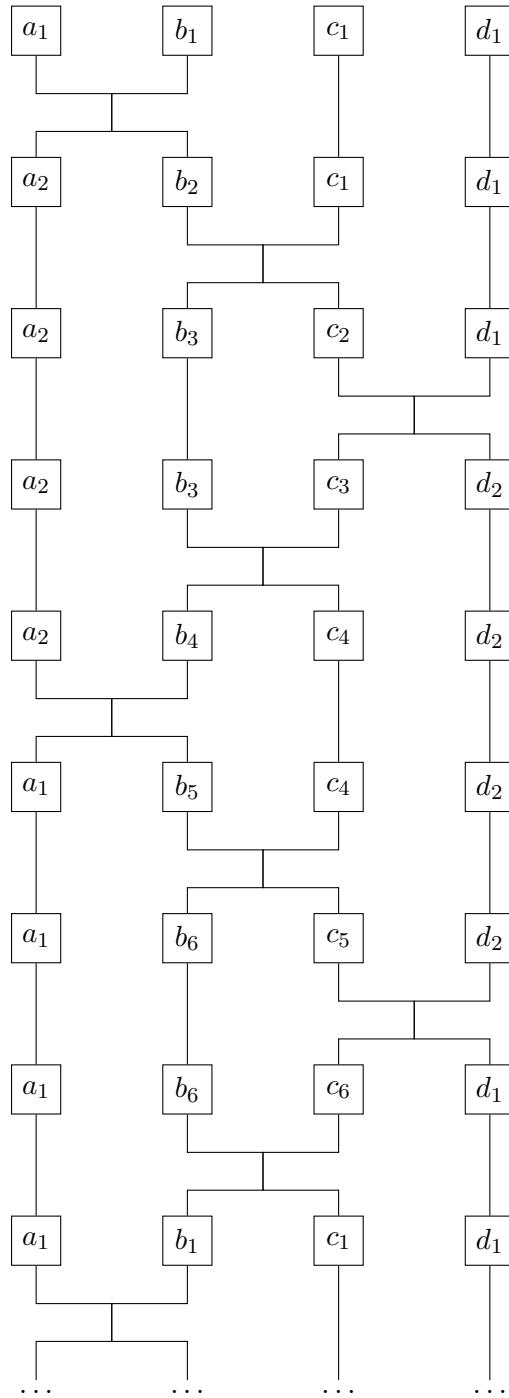 a₁ b₁ c₁ d₁
a₂ b₂ c₁ d₁
a₂ b₃ c₂ d₁
a₂ b₃ c₃ d₂
a₂ b₄ c₄ d₂
a₁ b₅ c₄ d₂
a₁ b₆ c₅ d₂
a₁ b₆ c₆ d₁
a₁ b₁ c₁ d₁
... ... ... ...